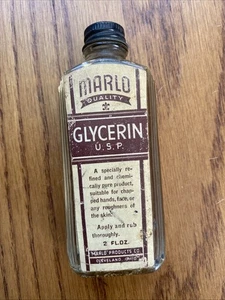 MARLO
QUALITY
GLYCERIN
U.S.P.
A specially re-
fined and chemi-
cally pure product,
suitable for chap-
ped hands, face, or
any roughness of
the skin.
Apply and rub
thoroughly.
2 FL.OZ.
MARLO PRODUCTS CO.
CLEVELAND, OHIO